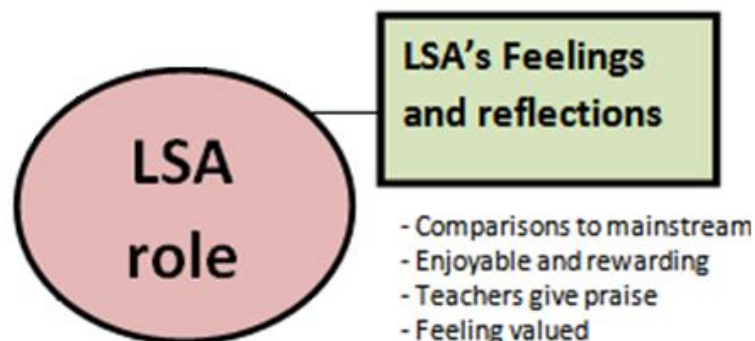 LSA
role
LSA's Feelings
and reflections
- Comparisons to mainstream
- Enjoyable and rewarding
- Teachers give praise
- Feeling valued